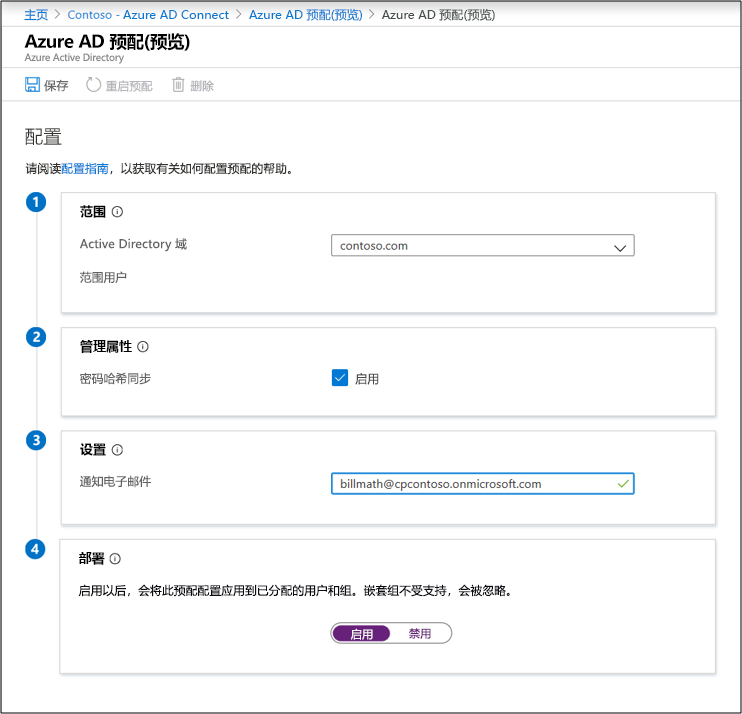 主页 > Contoso - Azure AD Connect > Azure AD 预配(预览) > Azure AD 预配(预览)
Azure AD 预配(预览)
Azure Active Directory
保存 重启预配 删除
配置
请阅读配置指南，以获取有关如何配置预配的帮助。
1 范围
Active Directory 域 contoso.com
范围用户
2 管理属性
密码哈希同步 启用
3 设置
通知电子邮件 billmath@cpcontoso.onmicrosoft.com
4 部署
启用以后，会将此预配配置应用到已分配的用户和组。嵌套组不受支持，会被忽略。
启用 禁用